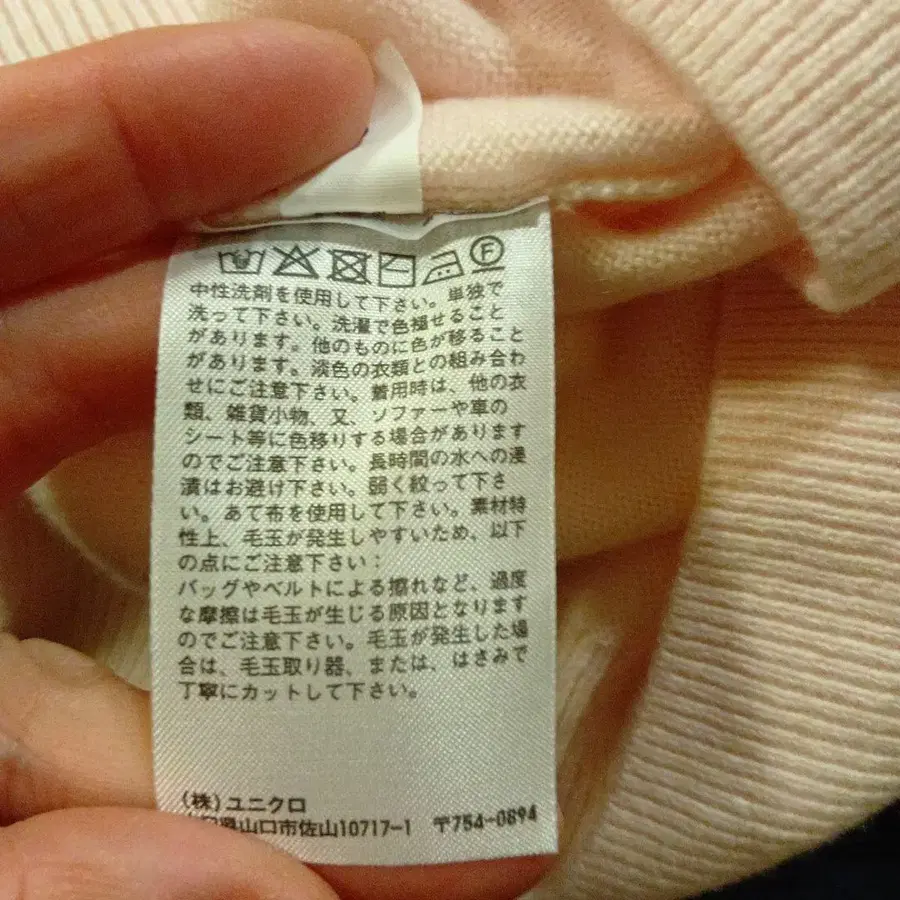 F
中性洗剤を使用して下さい。単独で
洗って下さい。洗濯で色褪せること
があります。他のものに色が移ること
があります。淡色の衣類との組み合わ
せにご注意下さい。着用時は、他の衣
類、雑貨小物、又、ソファーや車の
シート等に色移りする場合があります
のでご注意下さい。長時間の水への浸
漬はお避け下さい。弱く絞って下さ
い。あて布を使用して下さい。素材特
性上、毛玉が発生しやすいため、以下
の点にご注意下さい：
バッグやベルトによる擦れなど、過度
な摩擦は毛玉が生じる原因となります
のでご注意下さい。毛玉が発生した場
合は、毛玉取り器、または、はさみで
丁寧にカットして下さい。
(株)ユニクロ
県山口市佐山10717-1 〒754-0894